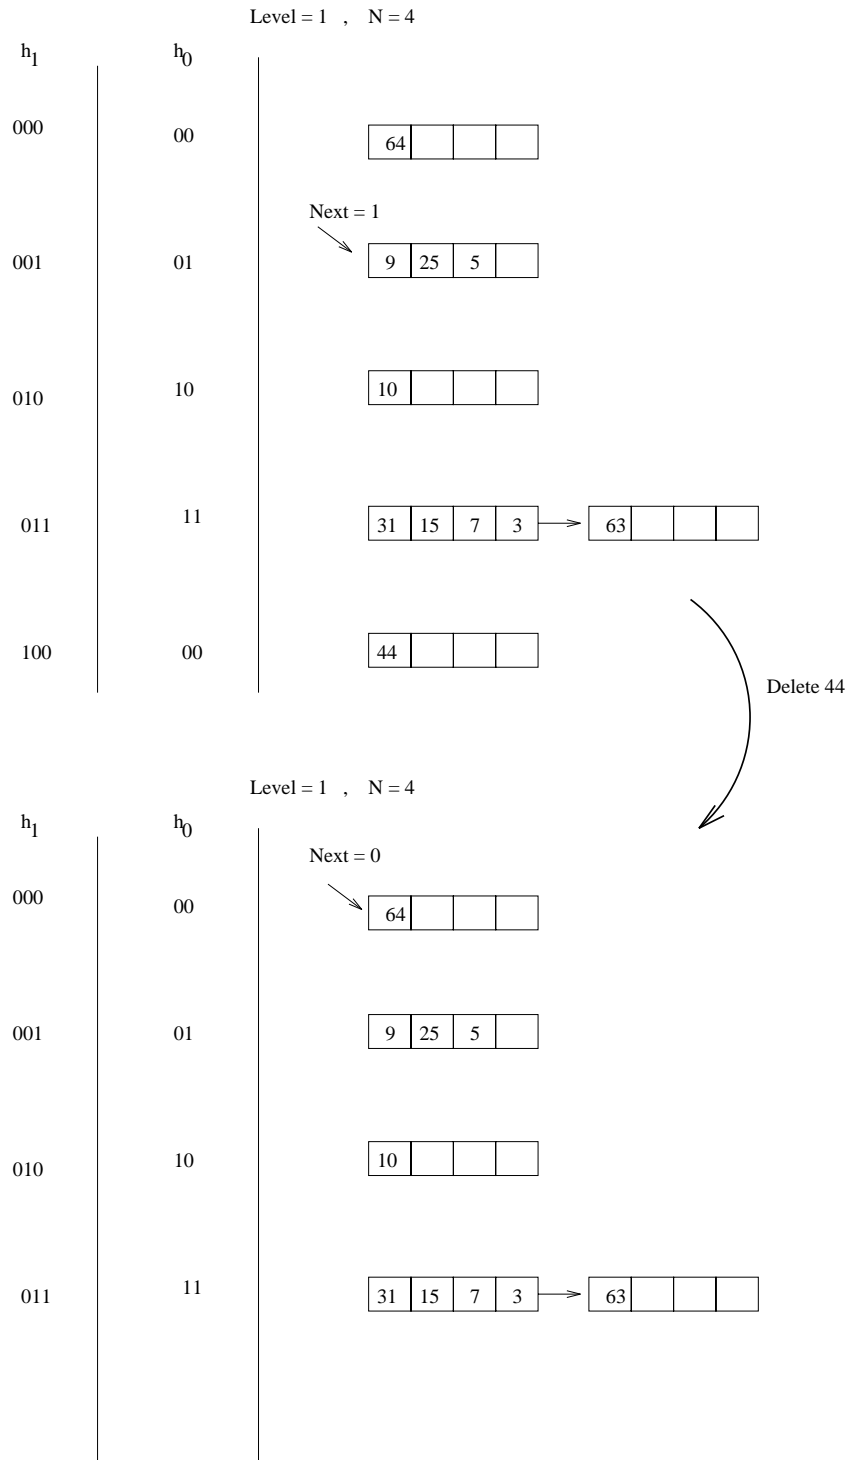 Level = 1 , N = 4
h1 h0
000 00 64
Next = 1
001 01 9 25 5
010 10 10
011 11 31 15 7 3 63
100 00 44
Delete 44
Level = 1 , N = 4
h1 h0
Next = 0
000 00 64
001 01 9 25 5
010 10 10
011 11 31 15 7 3 63